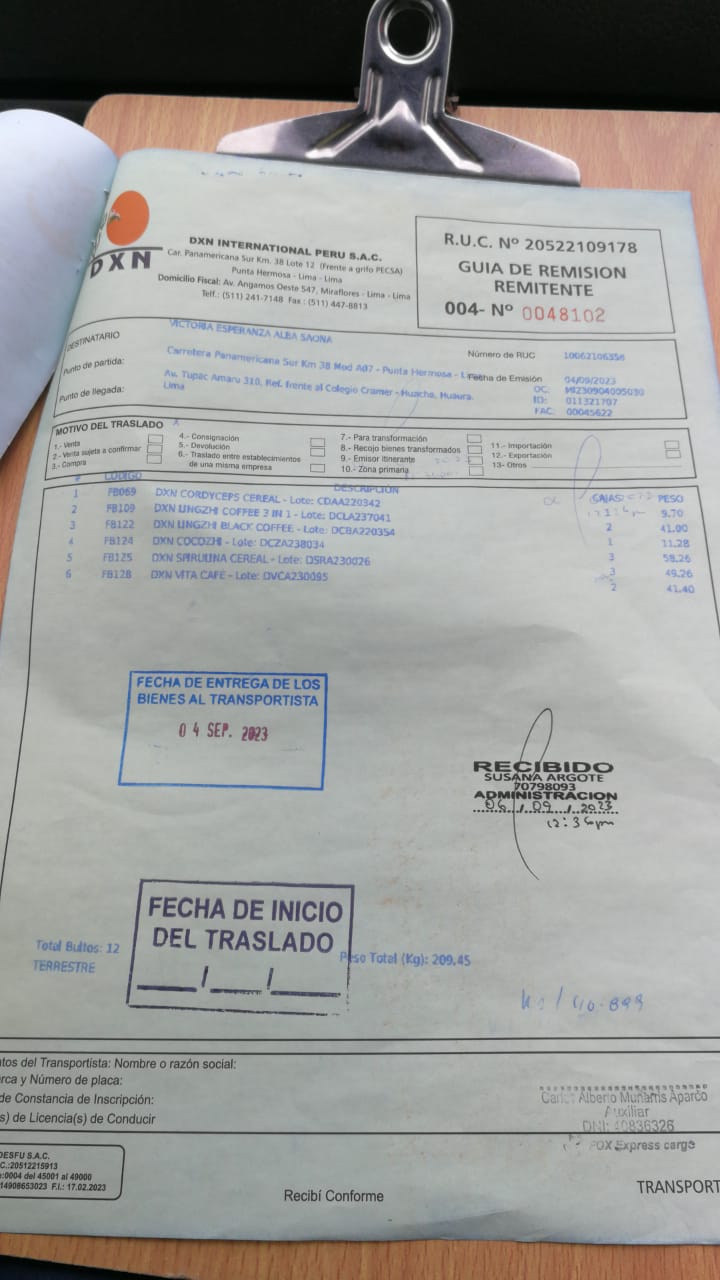 DXN
DXN INTERNATIONAL PERU S.A.C.
Car. Panamericana Sur Km. 38 Lote 12 (Frente a grifo PECSA)
Punta Hermosa - Lima - Lima
Domicilio Fiscal: Av. Angamos Oeste 547, Miraflores - Lima - Lima
Telf.: (511) 241-7148 Fax : (511) 447-8813
R.U.C. Nº 20522109178
GUIA DE REMISION
REMITENTE
004- Nº 0048102
DESTINATARIO VICTORIA ESPERANZA ALBA SAONA
Número de RUC 10062106356
Punto de partida: Carretera Panamericana Sur Km 38 Mod A07 - Punta Hermosa -
Fecha de Emisión 04/09/2023
Punto de llegada: Av. Tupac Amaru 310, Ref. frente al Colegio Cramer - Huacho, Huaura.
Lima
OC: MI230904005030
ID: 011321707
FAC: 00045622
MOTIVO DEL TRASLADO
1.- Venta
2.- Venta sujeta a confirmar
3.- Compra
4.- Consignación
5.- Devolución
6.- Traslado entre establecimientos
de una misma empresa
7.- Para transformación
8.- Recojo bienes transformados
9.- Emisor itinerante
10.- Zona primaria
11.- Importación
12.- Exportación
13- Otros
# CODIGO DESCRIPCION CAJAS PESO
1 FB069 DXN CORDYCEPS CEREAL - Lote: CDAA220342 1 9.70
2 FB109 DXN LINGZHI COFFEE 3 IN 1 - Lote: DCLA237041 2 41.00
3 FB122 DXN LINGZHI BLACK COFFEE - Lote: DCBA220354 1 11.28
4 FB124 DXN COCOZHI - Lote: DCZA238034 3 58.26
5 FB125 DXN SPIRULINA CEREAL - Lote: DSRA230026 3 49.26
6 FB128 DXN VITA CAFE - Lote: DVCA230095 2 41.40
FECHA DE ENTREGA DE LOS
BIENES AL TRANSPORTISTA
04 SEP. 2023
RECIBIDO
SUSANA ARGOTE
70798093
ADMINISTRACION
06/09/2023
12:36pm
FECHA DE INICIO
DEL TRASLADO
Total Bultos: 12
TERRESTRE
Peso Total (Kg): 209.45
tos del Transportista: Nombre o razón social:
rca y Número de placa:
de Constancia de Inscripción:
s) de Licencia(s) de Conducir
Carlos Alberto Muñarris Aparco
Auxiliar
DNI: 40836326
FOX Express cargo
DESFU S.A.C.
C.:20512215913
:0004 del 45001 al 49000
14908653023 F.I.: 17.02.2023
Recibí Conforme
TRANSPORT